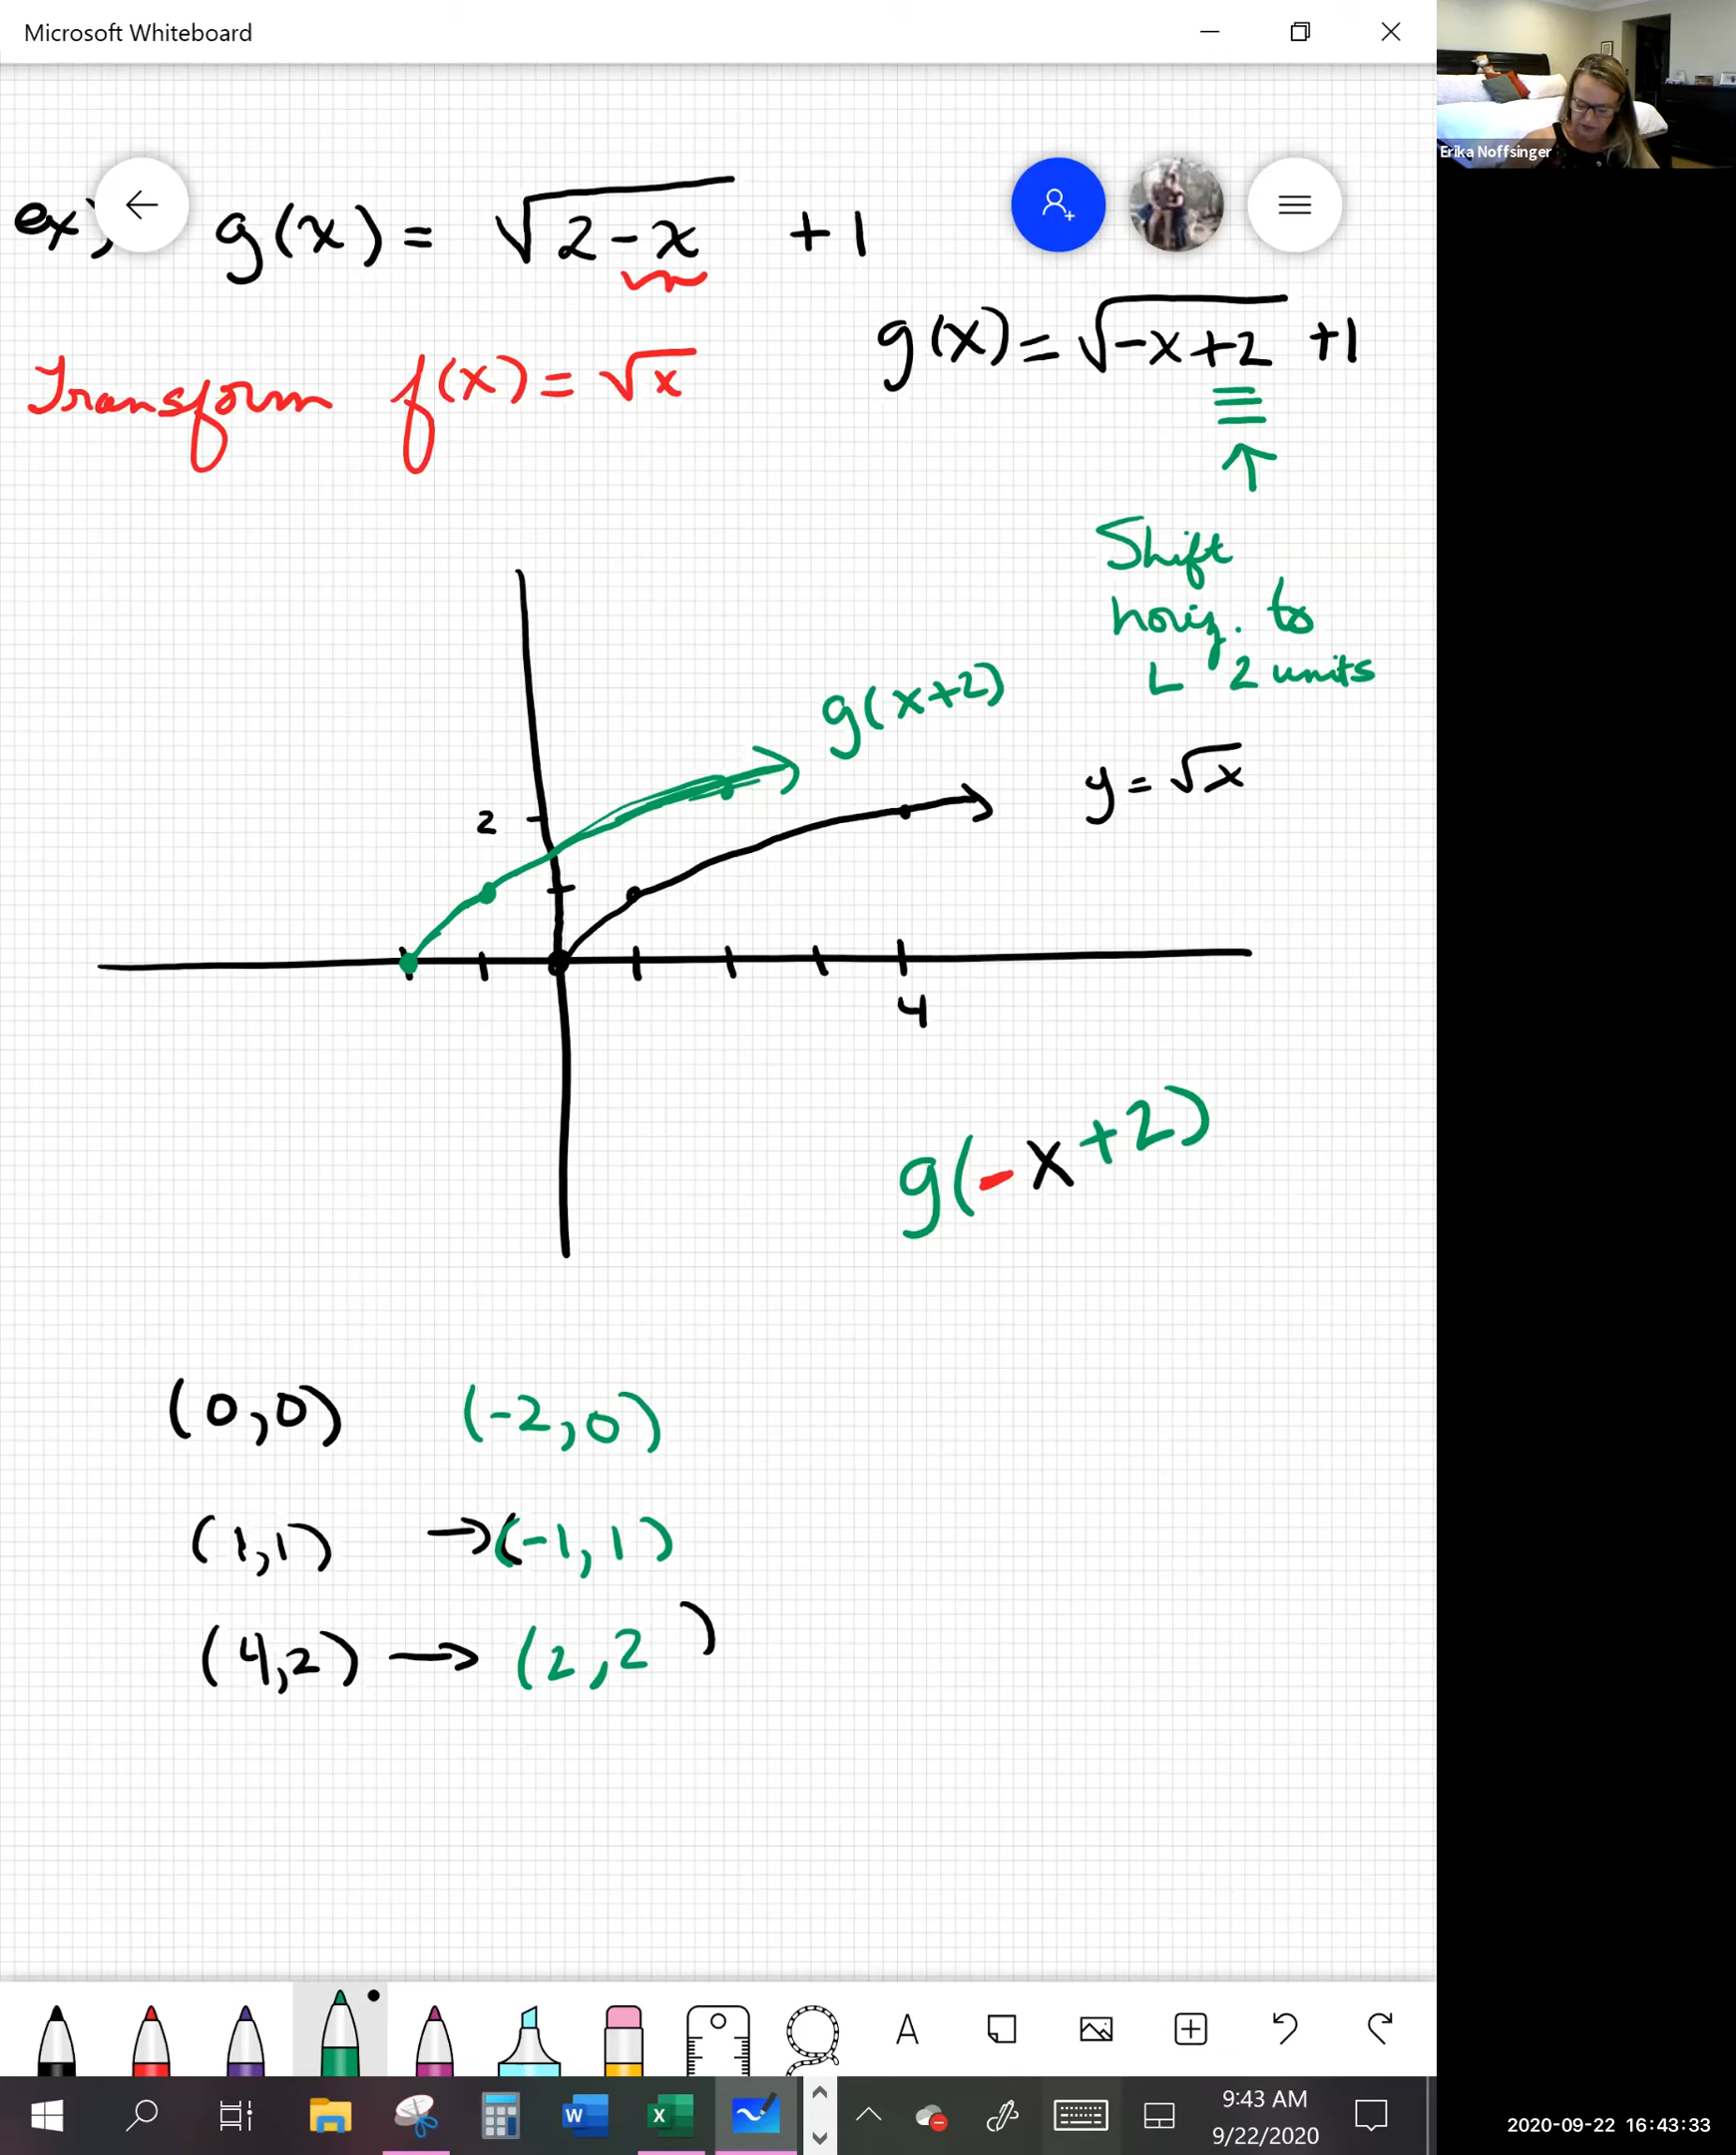 Microsoft Whiteboard
Erika Noffsinger
ex) g(x) = √2-x +1
g(x) = √-x+2 +1
Transform f(x) = √x
Shift
horiz. to
L 2 units
g(x+2)
y = √x
2
4
g(-x+2)
(0,0) (-2,0)
(1,1) →(-1,1)
(4,2) → (2,2)
A
9:43 AM
9/22/2020
2020-09-22 16:43:33